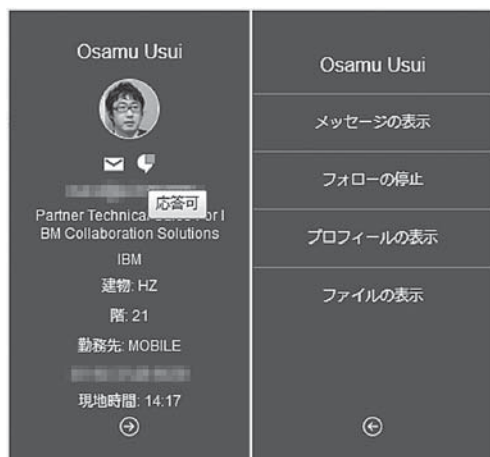 Osamu Usui
応答可
Partner Technical For I
BM Collaboration Solutions
IBM
建物: HZ
階: 21
勤務先: MOBILE
現地時間: 14:17
Osamu Usui
メッセージの表示
フォローの停止
プロフィールの表示
ファイルの表示